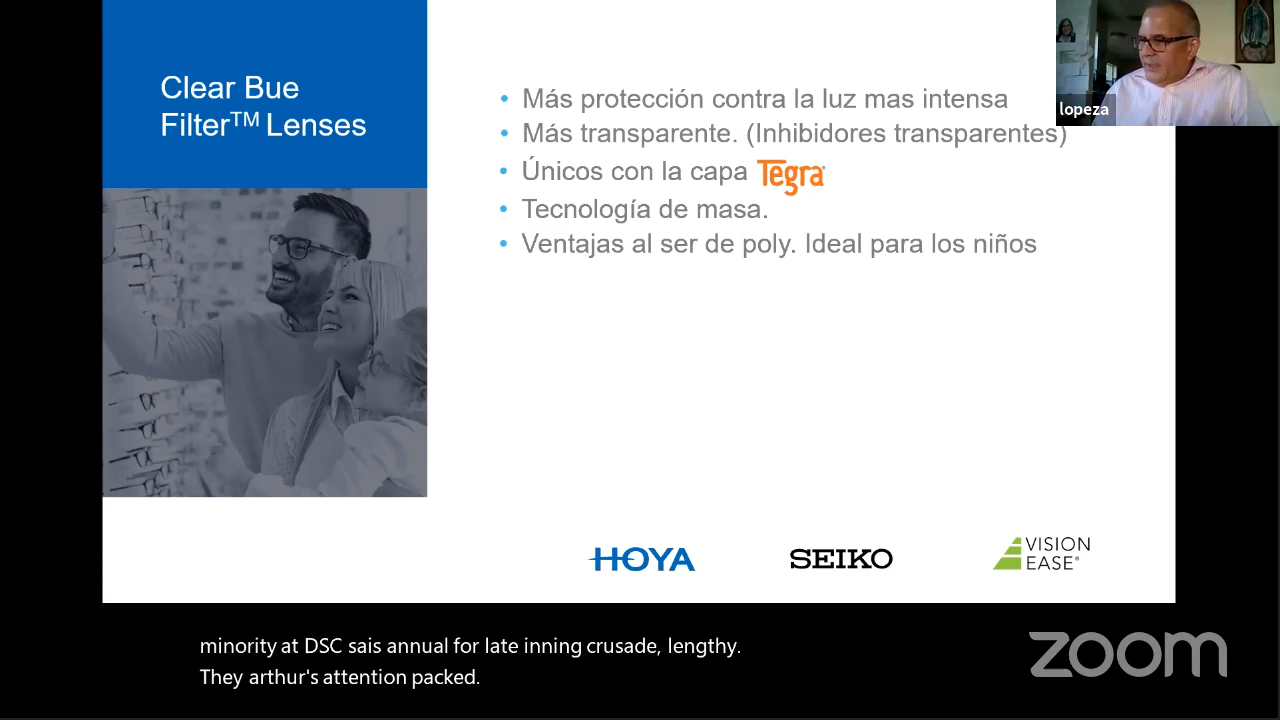 Clear Bue
Filter™ Lenses
• Más protección contra la luz mas intensa
• Más transparente. (Inhibidores transparentes)
• Únicos con la capa Tegra
• Tecnología de masa.
• Ventajas al ser de poly. Ideal para los niños
lopeza
HOYA
SEIKO
VISION
EASE®
minority at DSC sais annual for late inning crusade, lengthy.
They arthur's attention packed.
zoom